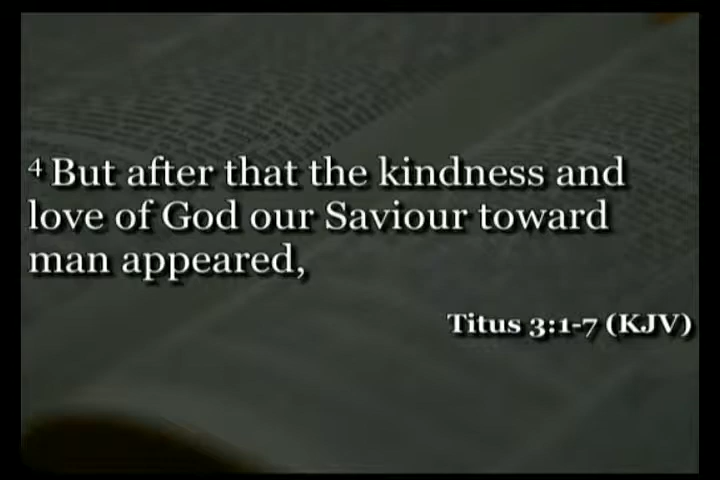 4 But after that the kindness and
love of God our Saviour toward
man appeared,
Titus 3:1-7 (KJV)